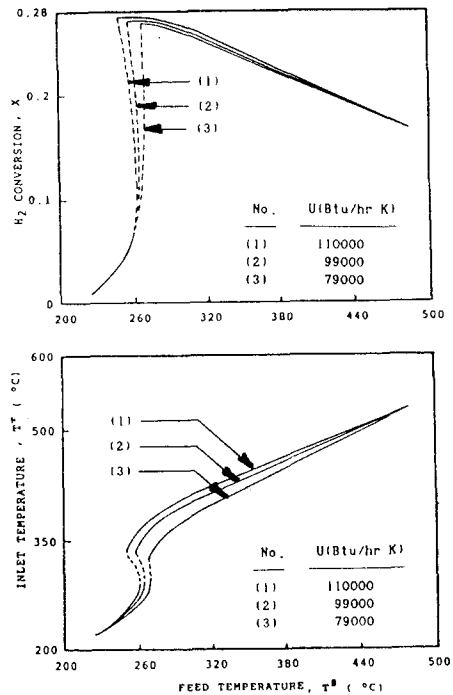 0.28
0.2
0.1
0
H2 CONVERSION, X
(1)
(2)
(3)
No. U(Btu/hr K)
(1) 110000
(2) 99000
(3) 79000
200 260 320 380 440 500
600
500
350
200
INLET TEMPERATURE, T+ ( °C)
(1)
(2)
(3)
No. U(Btu/hr K)
(1) 110000
(2) 99000
(3) 79000
200 260 320 380 440 500
FEED TEMPERATURE, TB ( °C)